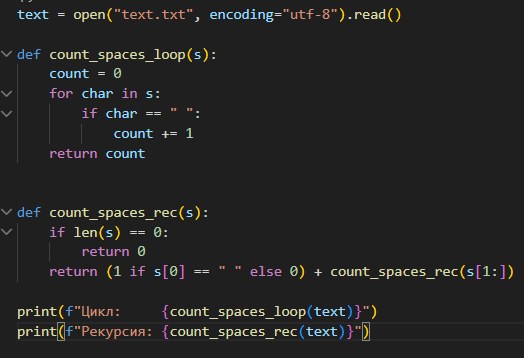 text = open("text.txt", encoding="utf-8").read()

def count_spaces_loop(s):
    count = 0
    for char in s:
        if char == " ":
            count += 1
    return count


def count_spaces_rec(s):
    if len(s) == 0:
        return 0
    return (1 if s[0] == " " else 0) + count_spaces_rec(s[1:])

print(f"Цикл:     {count_spaces_loop(text)}")
print(f"Рекурсия: {count_spaces_rec(text)}")